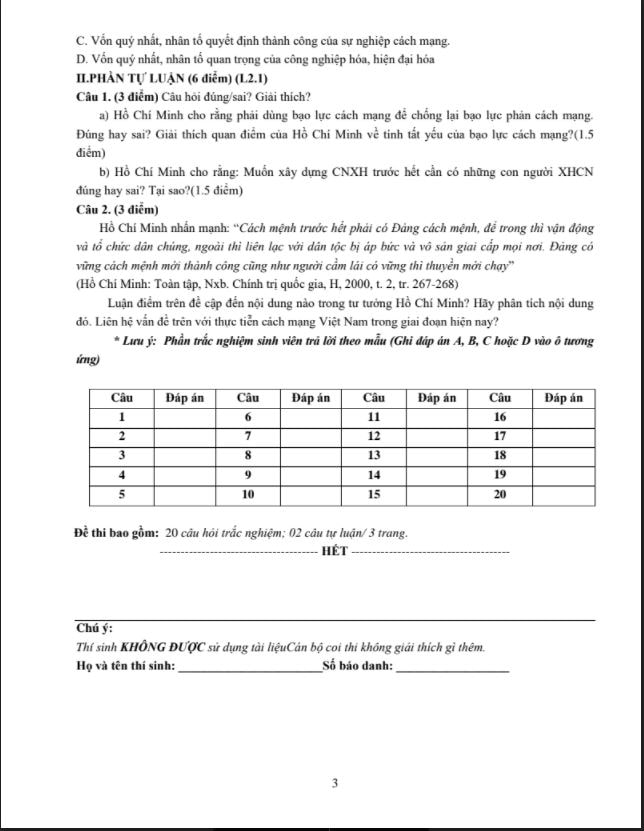 C. Vốn quý nhất, nhân tố quyết định thành công của sự nghiệp cách mạng.
D. Vốn quý nhất, nhân tố quan trọng của công nghiệp hóa, hiện đại hóa
II.PHẦN TỰ LUẬN (6 điểm) (L2.1)
Câu 1. (3 điểm) Câu hỏi đúng/sai? Giải thích?
a) Hồ Chí Minh cho rằng phải dùng bạo lực cách mạng để chống lại bạo lực phản cách mạng.
Đúng hay sai? Giải thích quan điểm của Hồ Chí Minh về tính tất yếu của bạo lực cách mạng?(1.5
điểm)
b) Hồ Chí Minh cho rằng: Muốn xây dựng CNXH trước hết cần có những con người XHCN
đúng hay sai? Tại sao?(1.5 điểm)
Câu 2. (3 điểm)
Hồ Chí Minh nhấn mạnh: “Cách mệnh trước hết phải có Đảng cách mệnh, để trong thì vận động
và tổ chức dân chúng, ngoài thì liên lạc với dân tộc bị áp bức và vô sản giai cấp mọi nơi. Đảng có
vững cách mệnh mới thành công cũng như người cầm lái có vững thì thuyền mới chạy”
(Hồ Chí Minh: Toàn tập, Nxb. Chính trị quốc gia, H, 2000, t. 2, tr. 267-268)
Luận điểm trên đề cập đến nội dung nào trong tư tưởng Hồ Chí Minh? Hãy phân tích nội dung
đó. Liên hệ vấn đề trên với thực tiễn cách mạng Việt Nam trong giai đoạn hiện nay?
* Lưu ý: Phần trắc nghiệm sinh viên trả lời theo mẫu (Ghi đáp án A, B, C hoặc D vào ô tương
ứng)
Câu Đáp án Câu Đáp án Câu Đáp án Câu Đáp án
1 6 11 16
2 7 12 17
3 8 13 18
4 9 14 19
5 10 15 20
Đề thi bao gồm: 20 câu hỏi trắc nghiệm; 02 câu tự luận/ 3 trang.
--------------------------------------- HẾT ---------------------------------------
Chú ý:
Thí sinh KHÔNG ĐƯỢC sử dụng tài liệuCán bộ coi thi không giải thích gì thêm.
Họ và tên thí sinh: ____________________Số báo danh: ________________
3